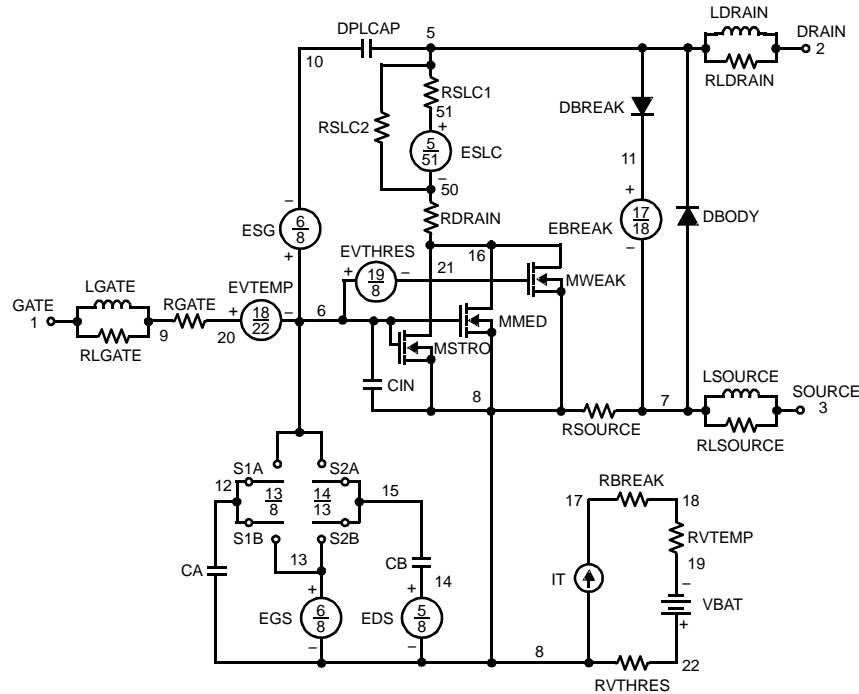 LDRAIN
DPLCAP 5 DRAIN
10 2
RSLC1 RLDRAIN
51 DBREAK
RSLC2 + 5 51 ESLC
11
− 50
− + 17 18
6 8 RDRAIN EBREAK DBODY
ESG EVTHRES 16 −
+ + 19 8 − 21 MWEAK
LGATE EVTEMP
GATE RGATE + 18 22 − 6 MMED
1 9 20 MSTRO
RLGATE
CIN LSOURCE
8 7 SOURCE
3
RSOURCE RLSOURCE
S1A S2A
12 13 8 14 13 15 RBREAK
17 18
S1B S2B
13 RVTEMP
CA CB 19
14 IT −
+ + VBAT
EGS 6 8 EDS 5 8
+
− − 8 22
RVTHRES